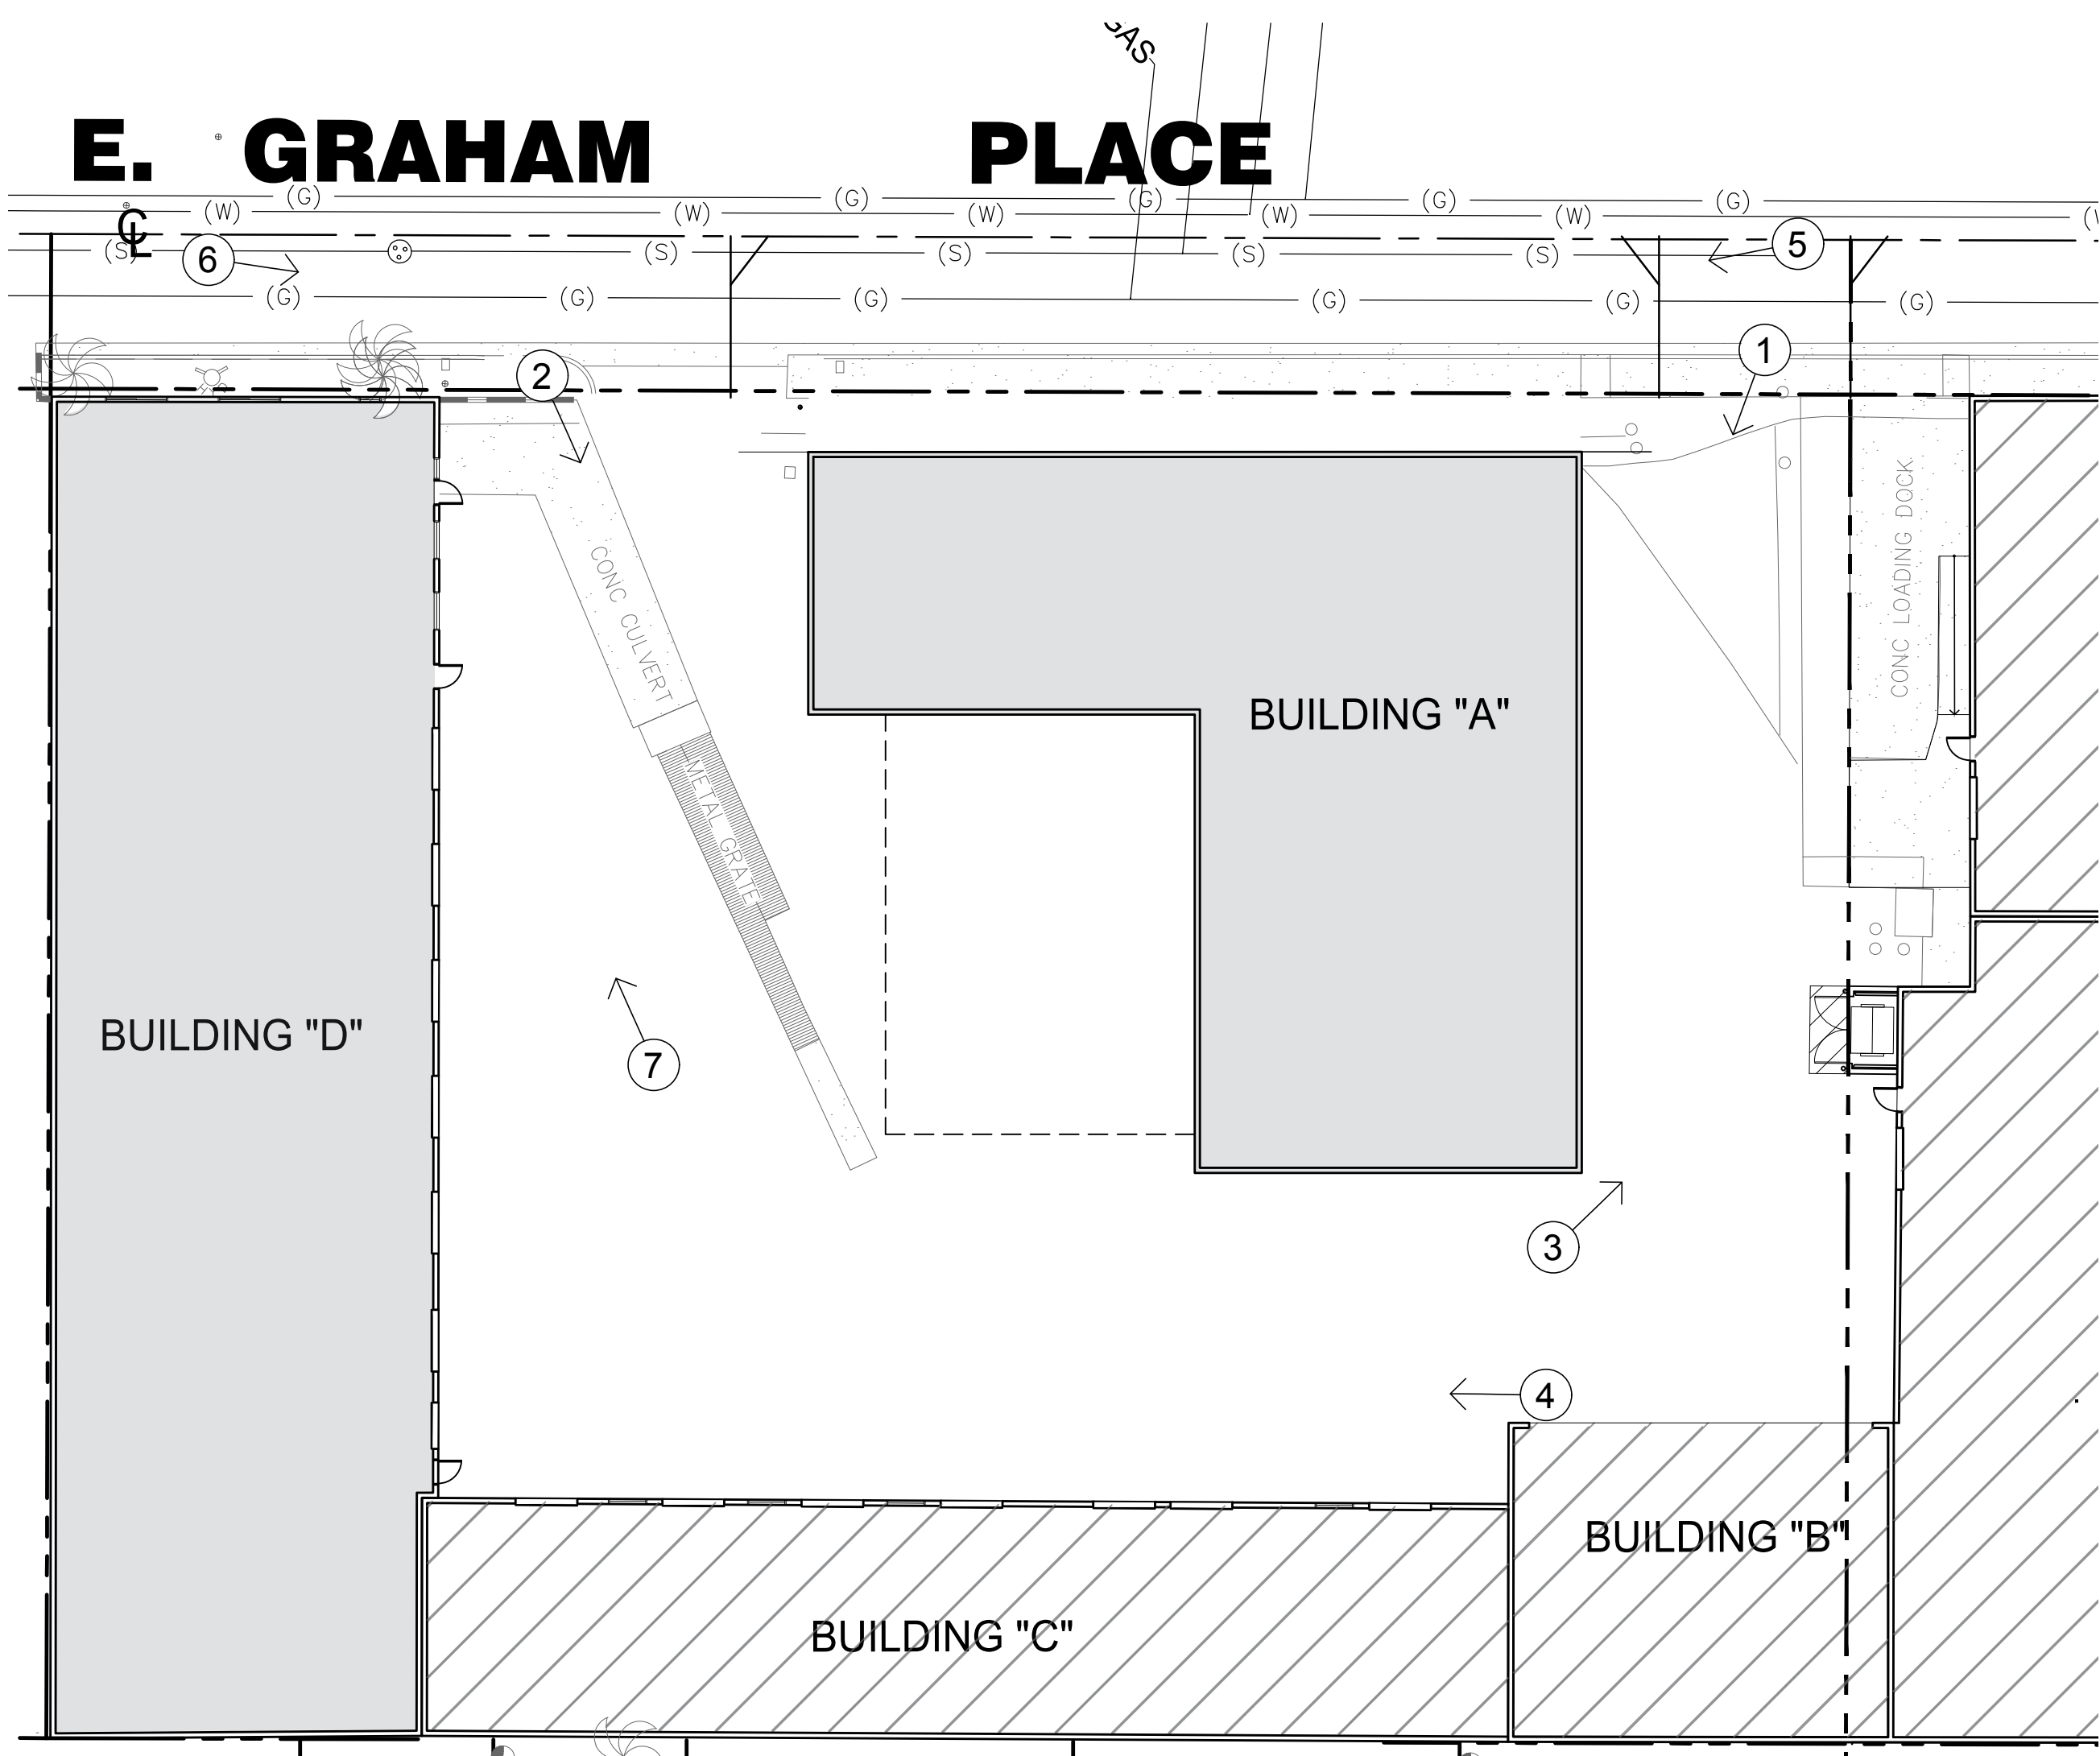 GAS
E. GRAHAM PLACE
(G) (G) (G) (G) (G)
(W) (W) (W) (W) (W)
CL
(S) (S) (S) (S) (S)
6
5
(G) (G) (G) (G) (G) (G)
1
2
CONC LOADING DOCK
CONC CULVERT
BUILDING "A"
METAL GRATE
BUILDING "D"
7
3
4
BUILDING "B"
BUILDING "C"